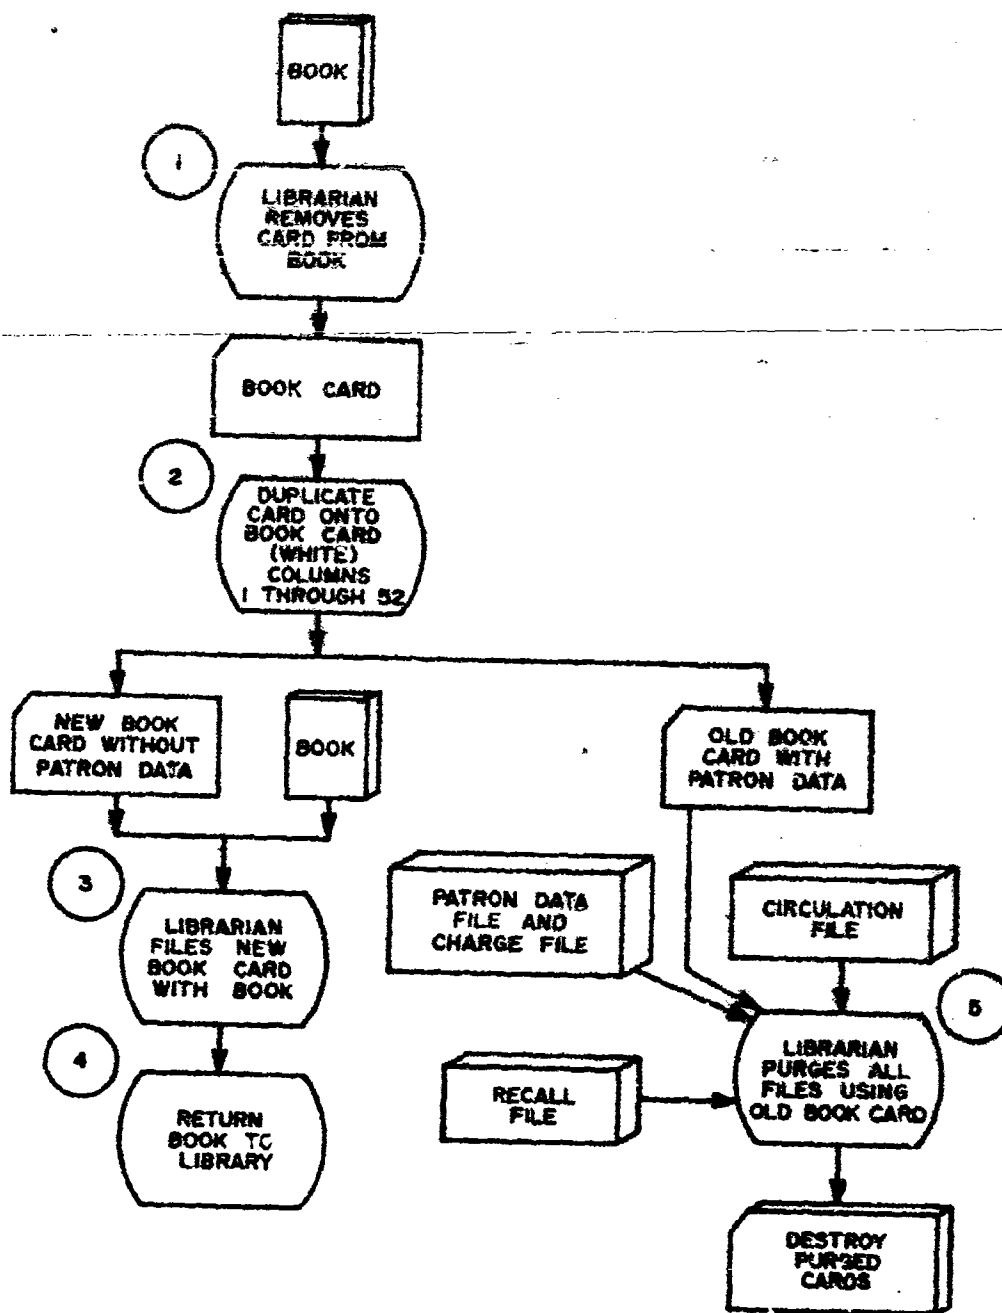 BOOK
1
LIBRARIAN
REMOVES
CARD FROM
BOOK
BOOK CARD
2
DUPLICATE
CARD ONTO
BOOK CARD
(WHITE)
COLUMNS
1 THROUGH 52
NEW BOOK
CARD WITHOUT
PATRON DATA
BOOK
OLD BOOK
CARD WITH
PATRON DATA
3
LIBRARIAN
FILES NEW
BOOK CARD
WITH BOOK
PATRON DATA
FILE AND
CHARGE FILE
CIRCULATION
FILE
5
4
RETURN
BOOK TO
LIBRARY
RECALL
FILE
LIBRARIAN
PURGES ALL
FILES USING
OLD BOOK CARD
DESTROY
PURGED
CARDS